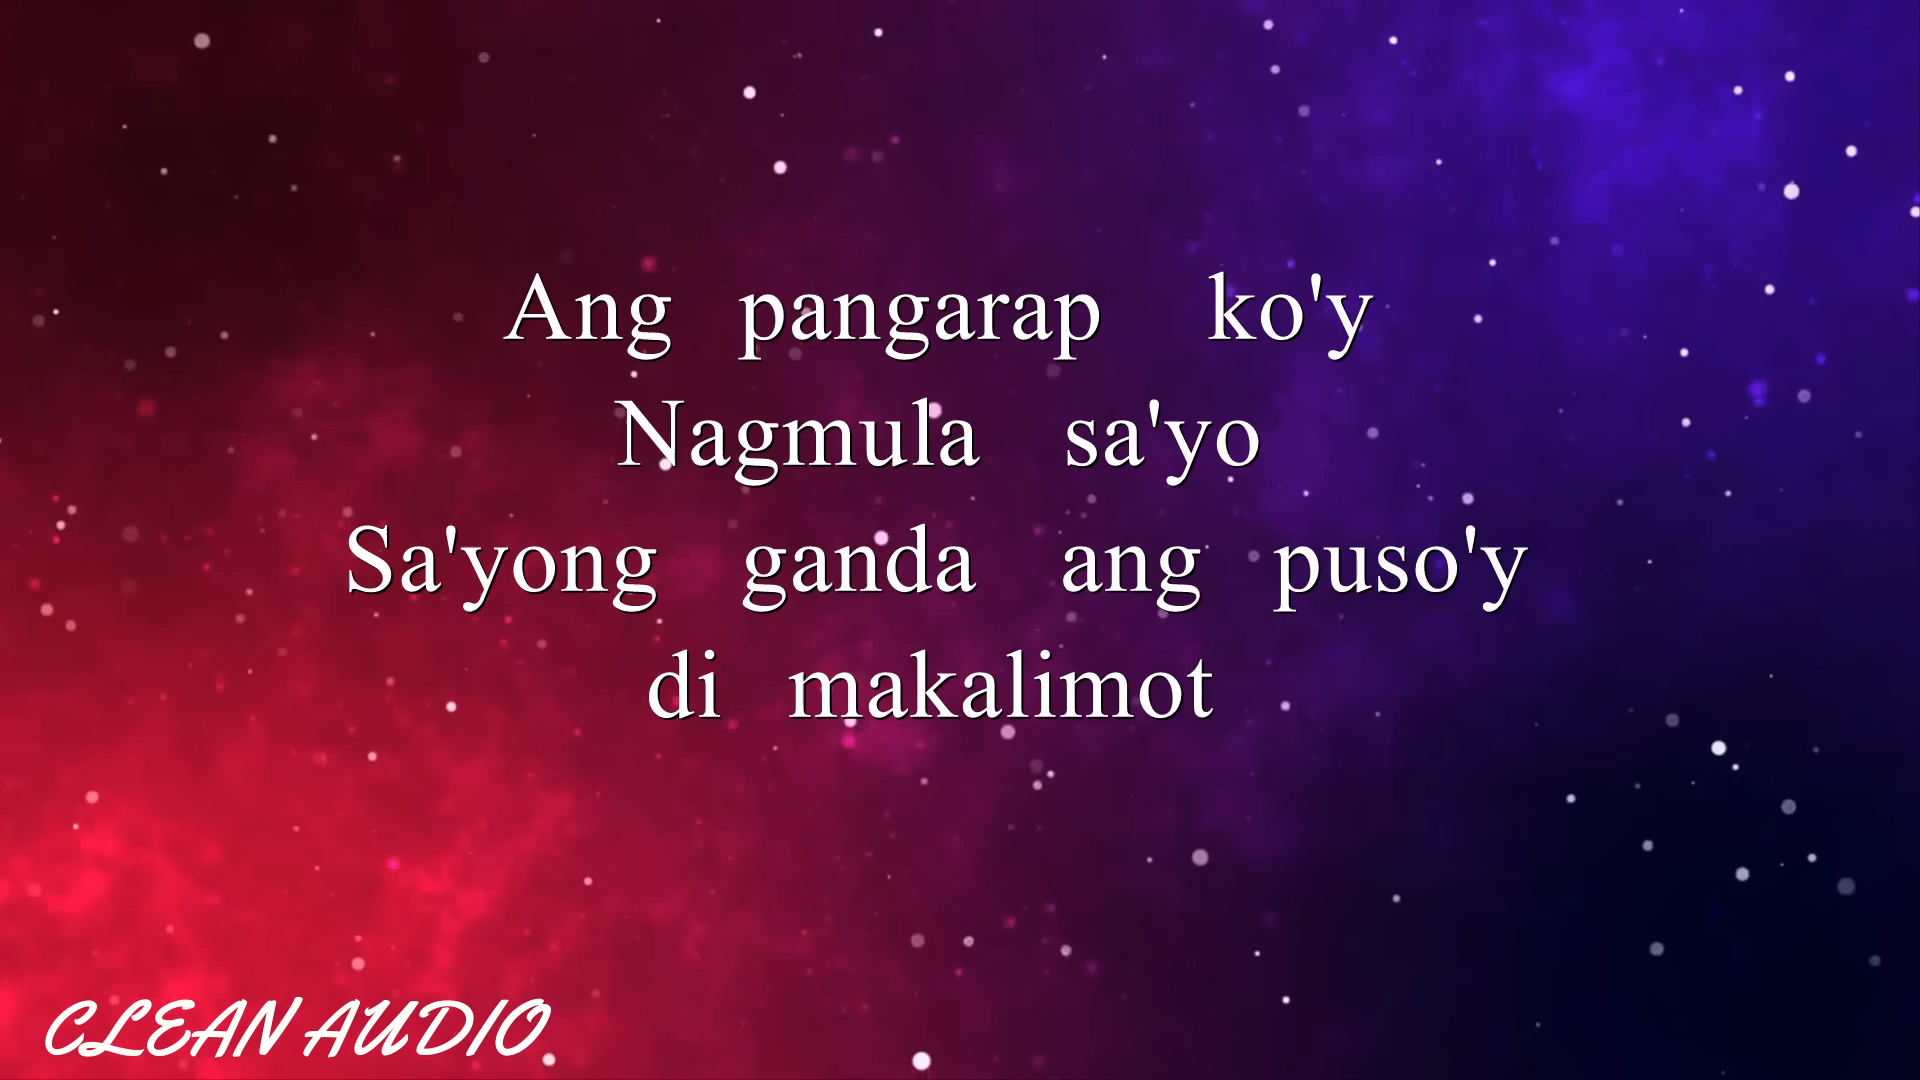 Ang pangarap ko'y
Nagmula sa'yo
Sa'yong ganda ang puso'y
di makalimot
CLEAN AUDIO